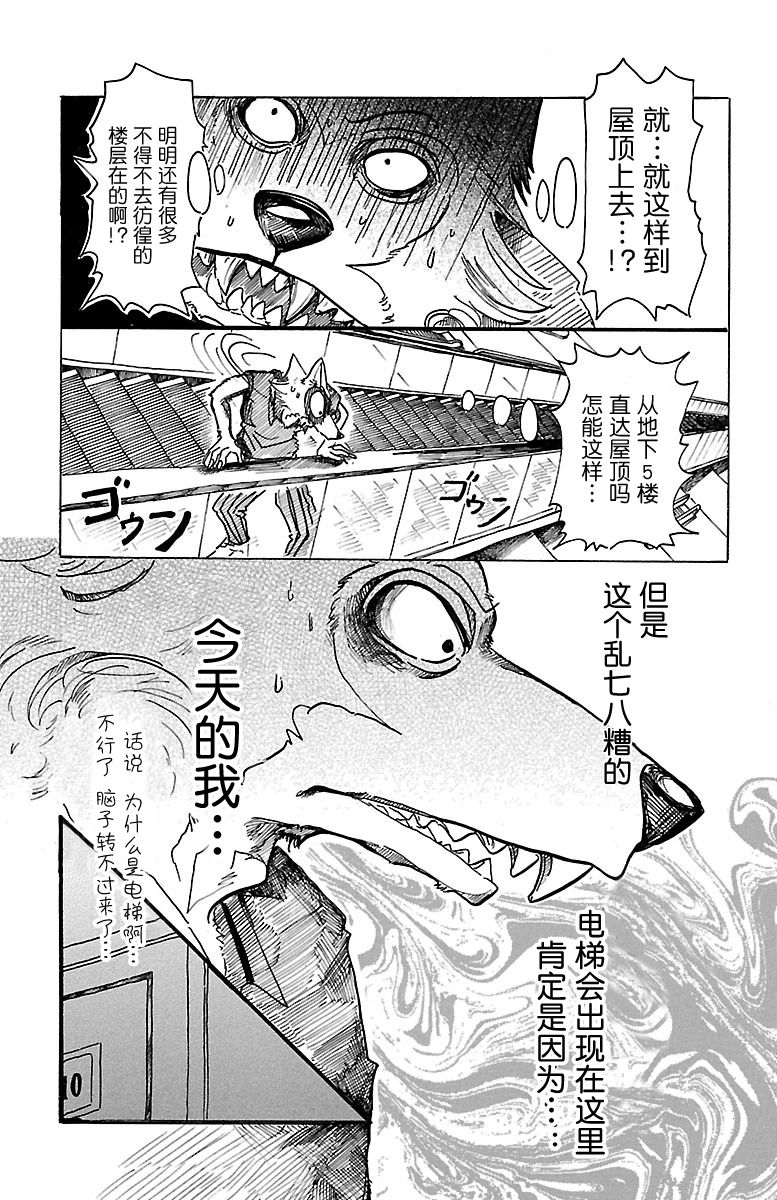 就…就这样到
屋顶上去…!?
明明还有很多
不得不去彷徨的
楼层在的啊!?
从地下5楼
直达屋顶吗
怎能这样…
ゴゥン
ゴゥン
但是
这个乱七八糟的
今天的我…
话说 为什么是电梯啊…
不行了 脑子转不过来了…
电梯会出现在这里
肯定是因为……
10